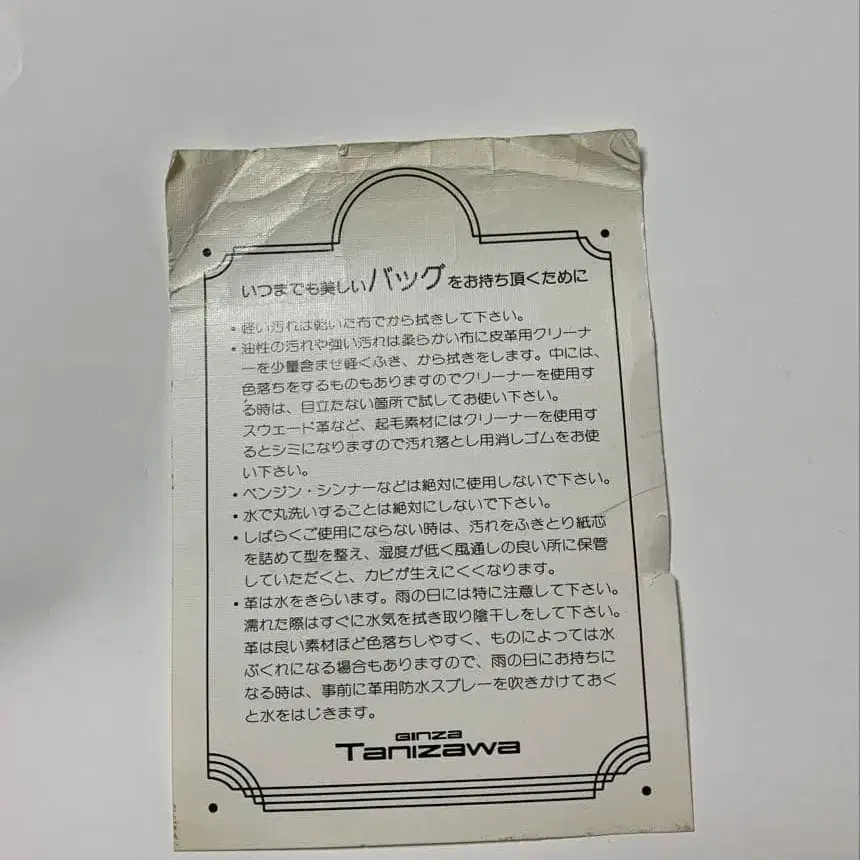 いつまでも美しいバッグをお持ち頂くために
・軽い汚れは乾いた布でから拭きして下さい。
・油性の汚れや強い汚れは柔らかい布に皮革用クリーナ
ーを少量含ませ軽くふき、から拭きをします。中には、
色落ちをするものもありますのでクリーナーを使用す
る時は、目立たない箇所で試してお使い下さい。
スウェード革など、起毛素材にはクリーナーを使用す
るとシミになりますので汚れ落とし用消しゴムをお使
い下さい。
・ベンジン・シンナーなどは絶対に使用しないで下さい。
・水で丸洗いすることは絶対にしないで下さい。
・しばらくご使用にならない時は、汚れをふきとり紙芯
を詰めて型を整え、湿度が低く風通しの良い所に保管
していただくと、カビが生えにくくなります。
・革は水をきらいます。雨の日には特に注意して下さい。
濡れた際はすぐに水気を拭き取り陰干しをして下さい。
革は良い素材ほど色落ちしやすく、ものによっては水
ぶくれになる場合もありますので、雨の日にお持ちに
なる時は、事前に革用防水スプレーを吹きかけておく
と水をはじきます。
GINZA
Tanizawa